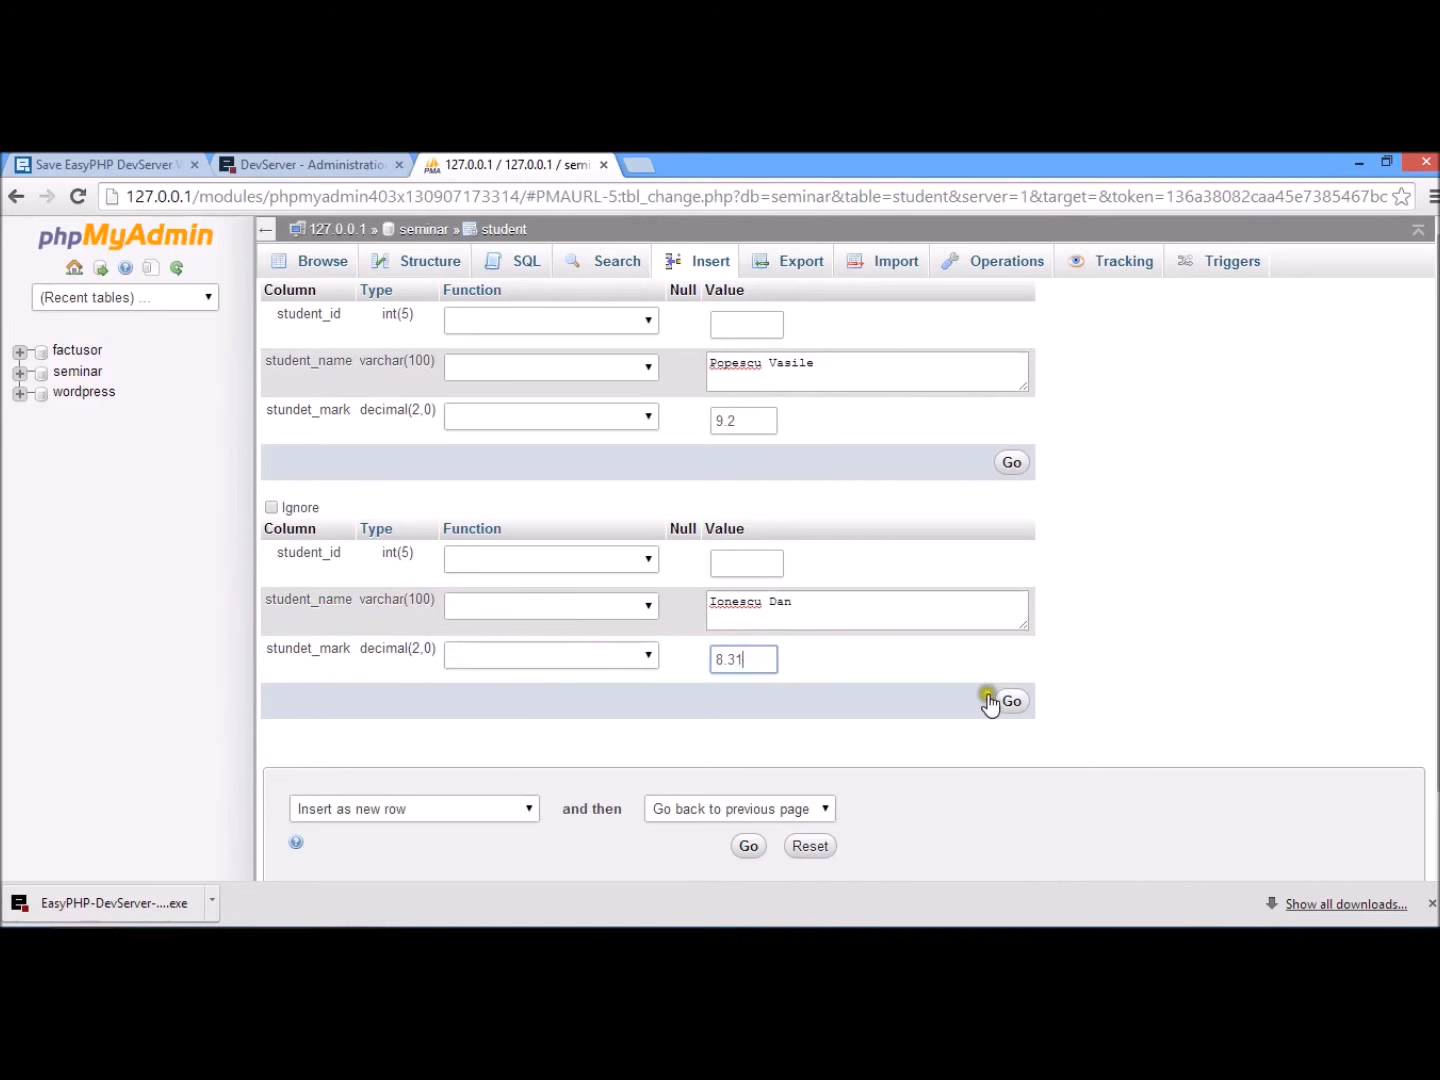 Save EasyPHP DevServer V
DevServer - Administratio
127.0.0.1 / 127.0.0.1 / semi
127.0.0.1/modules/phpmyadmin403x130907173314/#PMAURL-5:tbl_change.php?db=seminar&table=student&server=1&target=&token=136a38082caa45e7385467bc
phpMyAdmin
(Recent tables) ...
factusor
seminar
wordpress
127.0.0.1 » seminar » student
Browse Structure SQL Search Insert Export Import Operations Tracking Triggers
Column Type Function Null Value
student_id int(5)
student_name varchar(100) Popescu Vasile
stundet_mark decimal(2,0) 9.2
Go
Ignore
Column Type Function Null Value
student_id int(5)
student_name varchar(100) Ionescu Dan
stundet_mark decimal(2,0) 8.31
Go
Insert as new row and then Go back to previous page
Go Reset
EasyPHP-DevServer-....exe
Show all downloads...